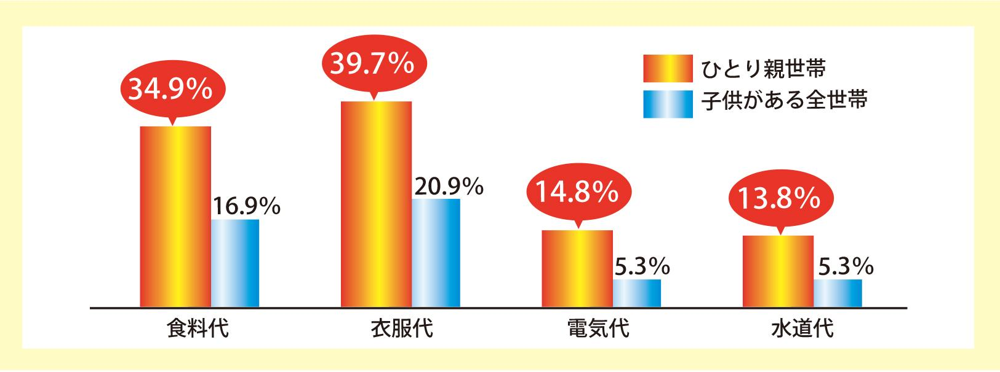 39.7%
34.9%
ひとり親世帯
子供がある全世帯
14.8%
13.8%
20.9%
16.9%
5.3%
5.3%
食料代
衣服代
電気代
水道代